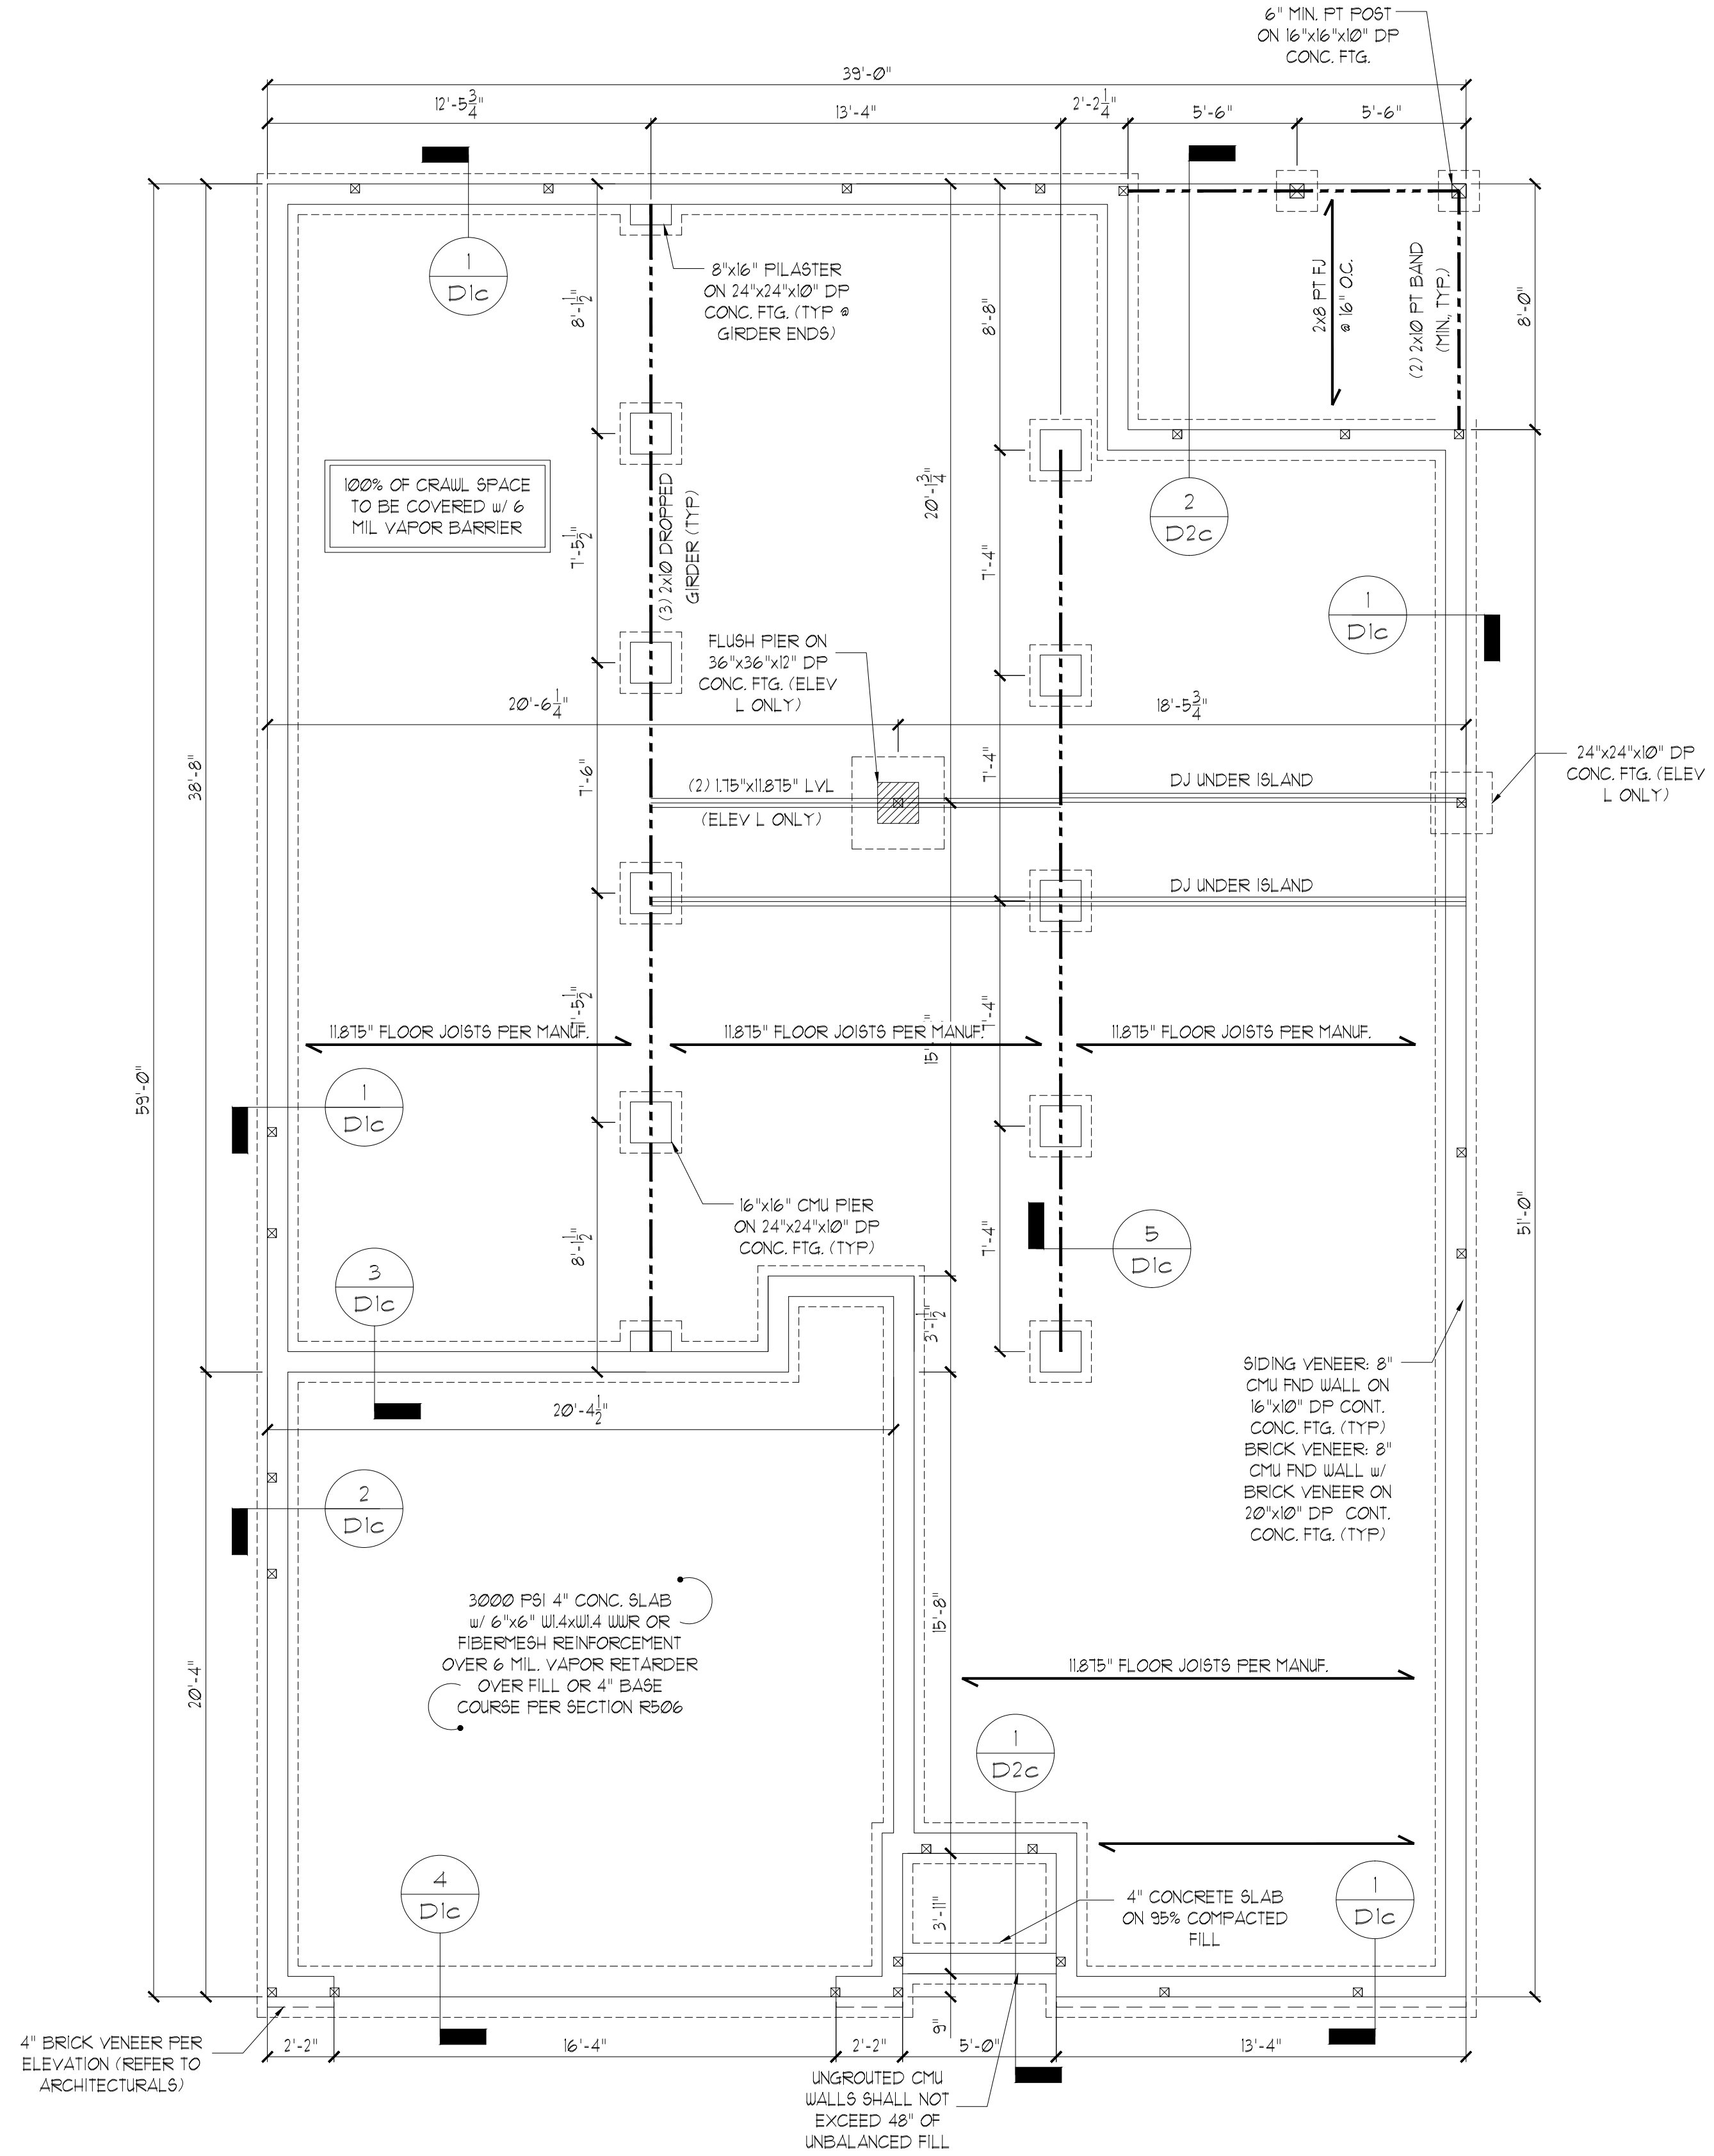 6" MIN. PT POST
ON 16"x16"x10" DP
CONC. FTG.
39'-0"
12'-5 3/4"
13'-4"
2'-2 1/4"
5'-6"
5'-6"
1
D1c
8"x16" PILASTER
ON 24"x24"x10" DP
CONC. FTG. (TYP @
GIRDER ENDS)
8'-1 1/2"
8'-8"
2x8 PT FJ
@ 16" O.C.
(2) 2x10 PT BAND
(MIN., TYP.)
8'-0"
100% OF CRAWL SPACE
TO BE COVERED w/ 6
MIL VAPOR BARRIER
7'-5 1/2"
(3) 2x10 DROPPED
GIRDER (TYP)
20'-1 3/4"
7'-4"
2
D2c
1
D1c
FLUSH PIER ON
36"x36"x12" DP
CONC. FTG. (ELEV
L ONLY)
20'-6 1/4"
18'-5 3/4"
38'-8"
7'-6"
7'-4"
(2) 1.75"x11.875" LVL
(ELEV L ONLY)
DJ UNDER ISLAND
24"x24"x10" DP
CONC. FTG. (ELEV
L ONLY)
DJ UNDER ISLAND
7'-5 1/2"
7'-4"
11.875" FLOOR JOISTS PER MANUF.
11.875" FLOOR JOISTS PER MANUF.
11.875" FLOOR JOISTS PER MANUF.
59'-0"
1
D1c
16"x16" CMU PIER
ON 24"x24"x10" DP
CONC. FTG. (TYP)
8'-1 1/2"
7'-4"
5
D1c
51'-0"
3
D1c
3'-1 1/2"
20'-4 1/2"
SIDING VENEER: 8"
CMU FND WALL ON
16"x10" DP CONT.
CONC. FTG. (TYP)
BRICK VENEER: 8"
CMU FND WALL w/
BRICK VENEER ON
20"x10" DP CONT.
CONC. FTG. (TYP)
2
D1c
3000 PSI 4" CONC. SLAB
w/ 6"x6" W1.4xW1.4 WWR OR
FIBERMESH REINFORCEMENT
OVER 6 MIL. VAPOR RETARDER
OVER FILL OR 4" BASE
COURSE PER SECTION R506
15'-8"
20'-4"
11.875" FLOOR JOISTS PER MANUF.
1
D2c
4
D1c
3'-11"
4" CONCRETE SLAB
ON 95% COMPACTED
FILL
1
D1c
9"
4" BRICK VENEER PER
ELEVATION (REFER TO
ARCHITECTURALS)
2'-2"
16'-4"
2'-2"
5'-0"
13'-4"
UNGROUTED CMU
WALLS SHALL NOT
EXCEED 48" OF
UNBALANCED FILL